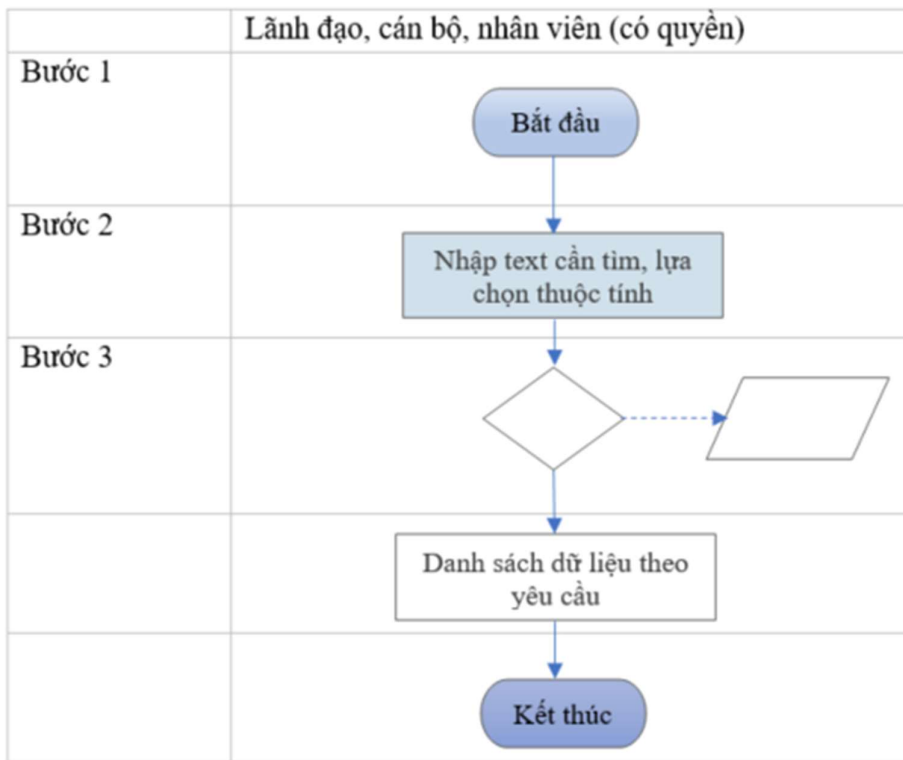 Lãnh đạo, cán bộ, nhân viên (có quyền)
Bước 1
Bắt đầu
Bước 2
Nhập text cần tìm, lựa
chọn thuộc tính
Bước 3
Danh sách dữ liệu theo
yêu cầu
Kết thúc